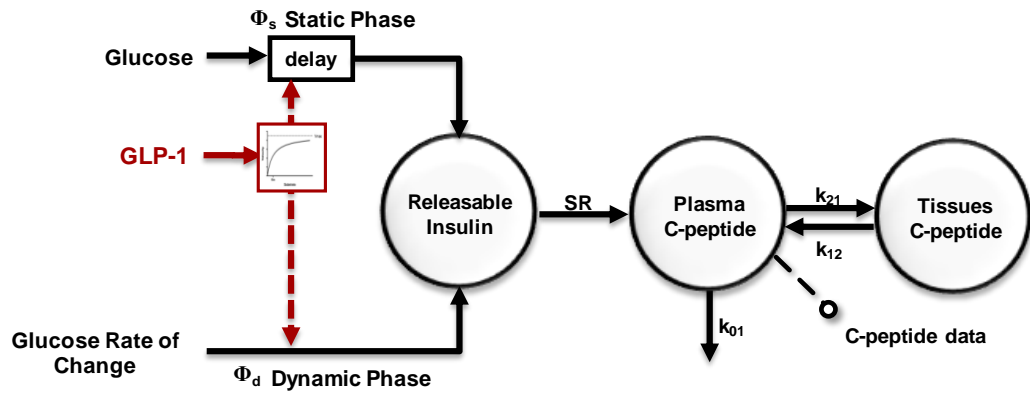 Φs Static Phase
Glucose
delay
GLP-1
Releasable
Insulin
SR
Plasma
C-peptide
k21
k12
Tissues
C-peptide
k01
C-peptide data
Glucose Rate of
Change
Φd Dynamic Phase